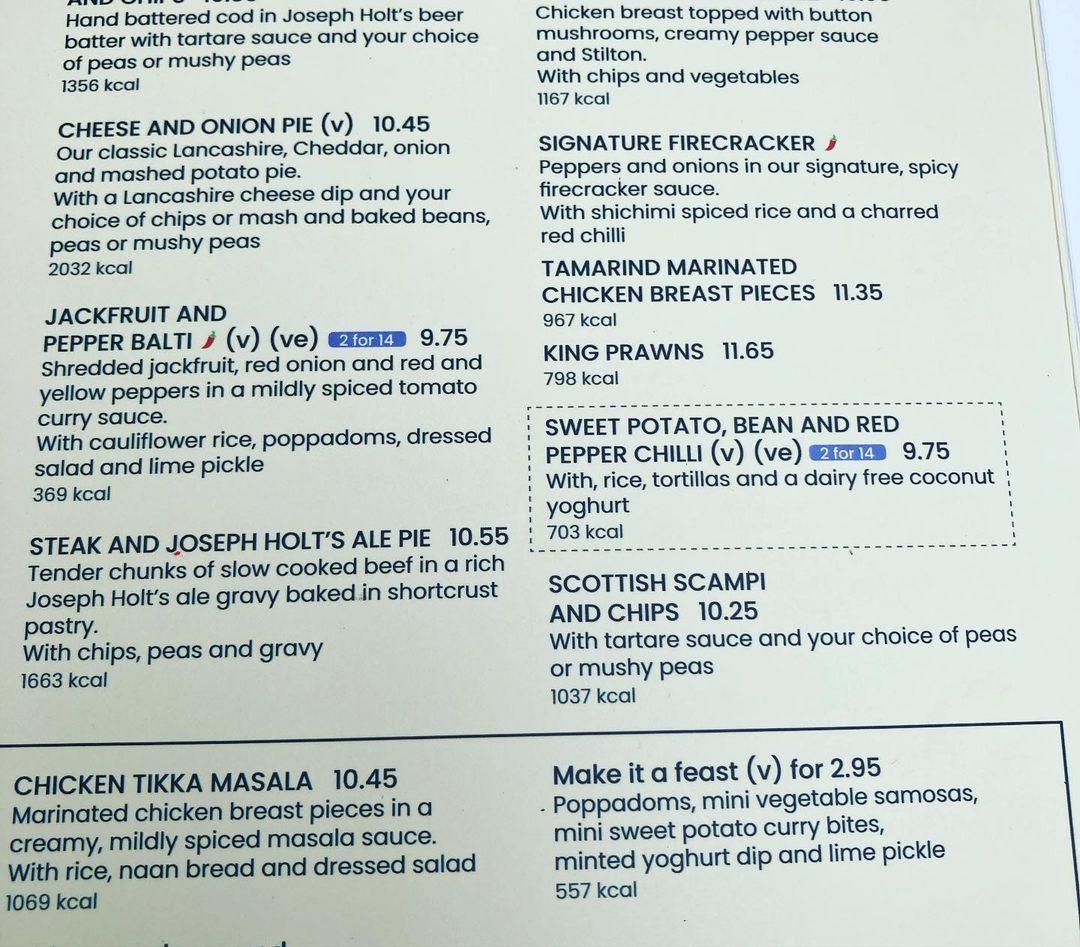 Hand battered cod in Joseph Holt's beer
batter with tartare sauce and your choice
of peas or mushy peas
1356 kcal
CHEESE AND ONION PIE (v) 10.45
Our classic Lancashire, Cheddar, onion
and mashed potato pie.
With a Lancashire cheese dip and your
choice of chips or mash and baked beans,
peas or mushy peas
2032 kcal
JACKFRUIT AND
PEPPER BALTI (v) (ve) 2 for 14 9.75
Shredded jackfruit, red onion and red and
yellow peppers in a mildly spiced tomato
curry sauce.
With cauliflower rice, poppadoms, dressed
salad and lime pickle
369 kcal
STEAK AND JOSEPH HOLT'S ALE PIE 10.55
Tender chunks of slow cooked beef in a rich
Joseph Holt's ale gravy baked in shortcrust
pastry.
With chips, peas and gravy
1663 kcal
Chicken breast topped with button
mushrooms, creamy pepper sauce
and Stilton.
With chips and vegetables
1167 kcal
SIGNATURE FIRECRACKER
Peppers and onions in our signature, spicy
firecracker sauce.
With shichimi spiced rice and a charred
red chilli
TAMARIND MARINATED
CHICKEN BREAST PIECES 11.35
967 kcal
KING PRAWNS 11.65
798 kcal
SWEET POTATO, BEAN AND RED
PEPPER CHILLI (v) (ve) 2 for 14 9.75
With, rice, tortillas and a dairy free coconut
yoghurt
703 kcal
SCOTTISH SCAMPI
AND CHIPS 10.25
With tartare sauce and your choice of peas
or mushy peas
1037 kcal
CHICKEN TIKKA MASALA 10.45
Marinated chicken breast pieces in a
creamy, mildly spiced masala sauce.
With rice, naan bread and dressed salad
1069 kcal
Make it a feast (v) for 2.95
Poppadoms, mini vegetable samosas,
mini sweet potato curry bites,
minted yoghurt dip and lime pickle
557 kcal